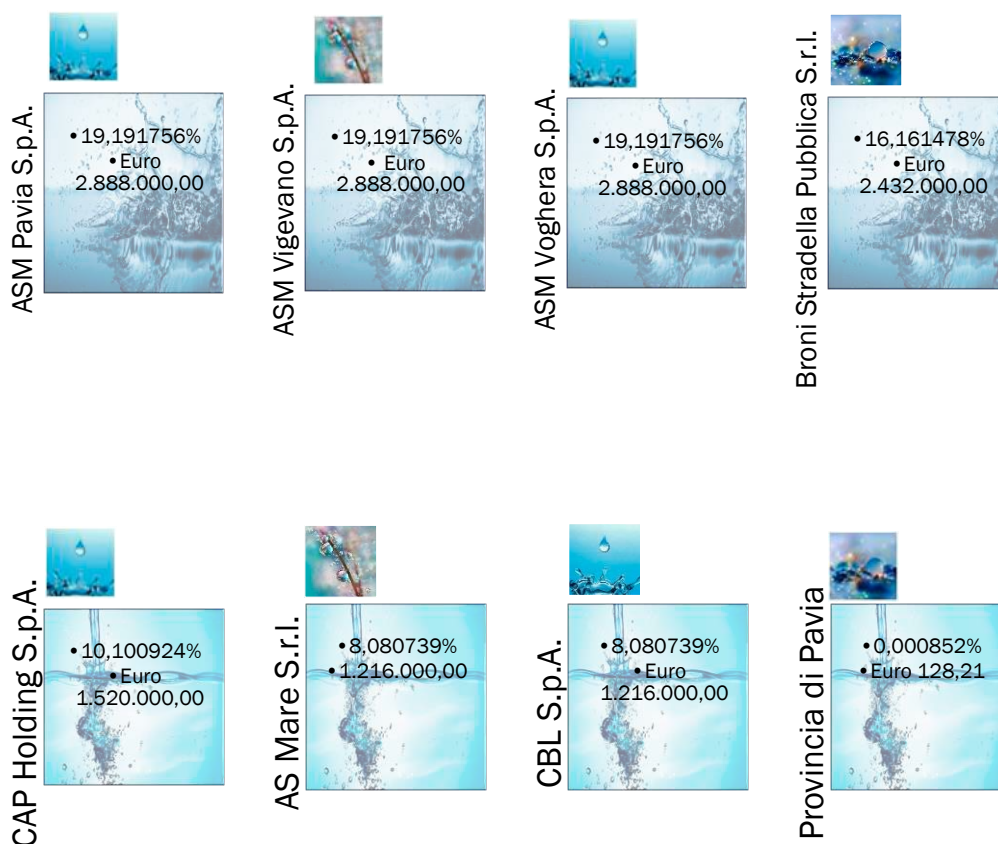 ASM Pavia S.p.A.
• 19,191756%
• Euro
2.888.000,00
ASM Vigevano S.p.A.
• 19,191756%
• Euro
2.888.000,00
ASM Voghera S.p.A.
• 19,191756%
• Euro
2.888.000,00
Broni Stradella Pubblica S.r.l.
• 16,161478%
• Euro
2.432.000,00
CAP Holding S.p.A.
• 10,100924%
• Euro
1.520.000,00
AS Mare S.r.l.
• 8,080739%
• 1.216.000,00
CBL S.p.A.
• 8,080739%
• Euro
1.216.000,00
Provincia di Pavia
• 0,000852%
• Euro 128,21